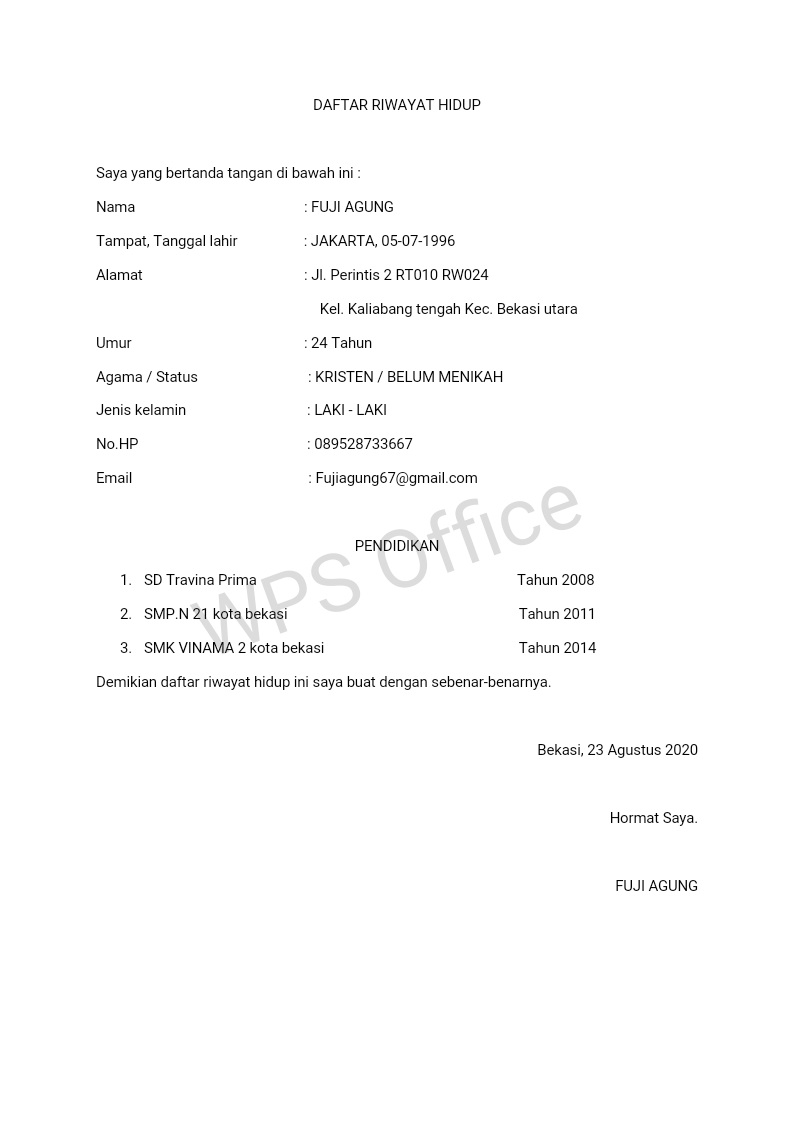 DAFTAR RIWAYAT HIDUP
Saya yang bertanda tangan di bawah ini :
Nama : FUJI AGUNG
Tampat, Tanggal lahir : JAKARTA, 05-07-1996
Alamat : Jl. Perintis 2 RT010 RW024
Kel. Kaliabang tengah Kec. Bekasi utara
Umur : 24 Tahun
Agama / Status : KRISTEN / BELUM MENIKAH
Jenis kelamin : LAKI - LAKI
No.HP : 089528733667
Email : Fujiagung67@gmail.com
PENDIDIKAN
1. SD Travina Prima Tahun 2008
2. SMP.N 21 kota bekasi Tahun 2011
3. SMK VINAMA 2 kota bekasi Tahun 2014
Demikian daftar riwayat hidup ini saya buat dengan sebenar-benarnya.
Bekasi, 23 Agustus 2020
Hormat Saya.
FUJI AGUNG
WPS Office